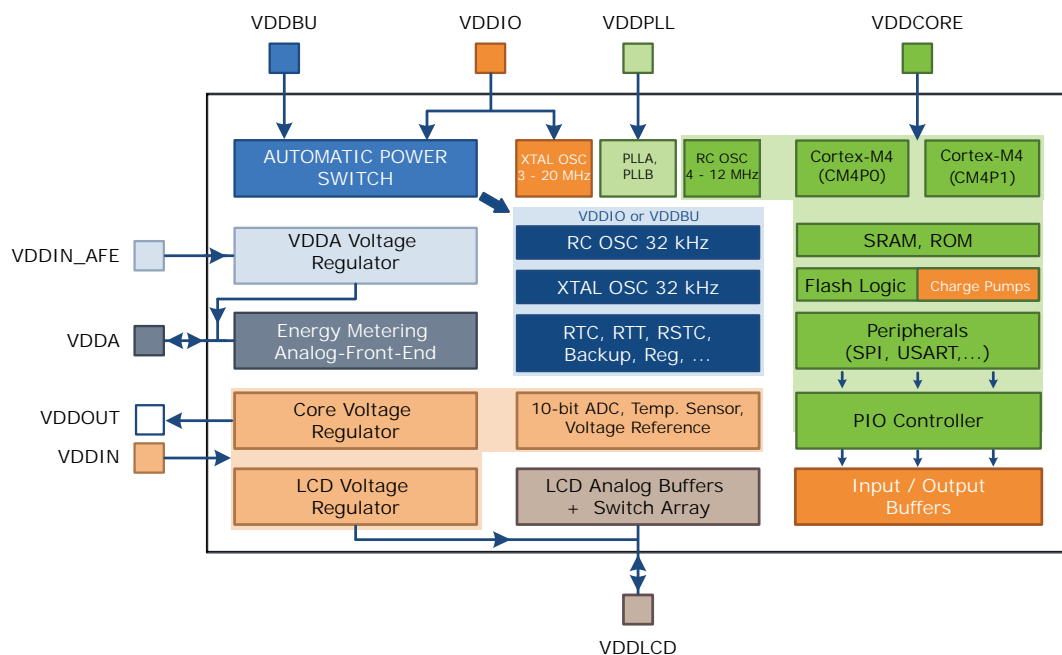 VDDBU
VDDIO
VDDPLL
VDDCORE
AUTOMATIC POWER
SWITCH
XTAL OSC
3 - 20 MHz
PLLA,
PLLB
RC OSC
4 - 12 MHz
Cortex-M4
(CM4P0)
Cortex-M4
(CM4P1)
VDDIO or VDDBU
VDDIN_AFE
VDDA Voltage
Regulator
RC OSC 32 kHz
SRAM, ROM
XTAL OSC 32 kHz
Flash Logic
Charge Pumps
VDDA
Energy Metering
Analog-Front-End
RTC, RTT, RSTC,
Backup, Reg, ...
Peripherals
(SPI, USART,...)
VDDOUT
Core Voltage
Regulator
10-bit ADC, Temp. Sensor,
Voltage Reference
PIO Controller
VDDIN
LCD Voltage
Regulator
LCD Analog Buffers
+ Switch Array
Input / Output
Buffers
VDDLCD